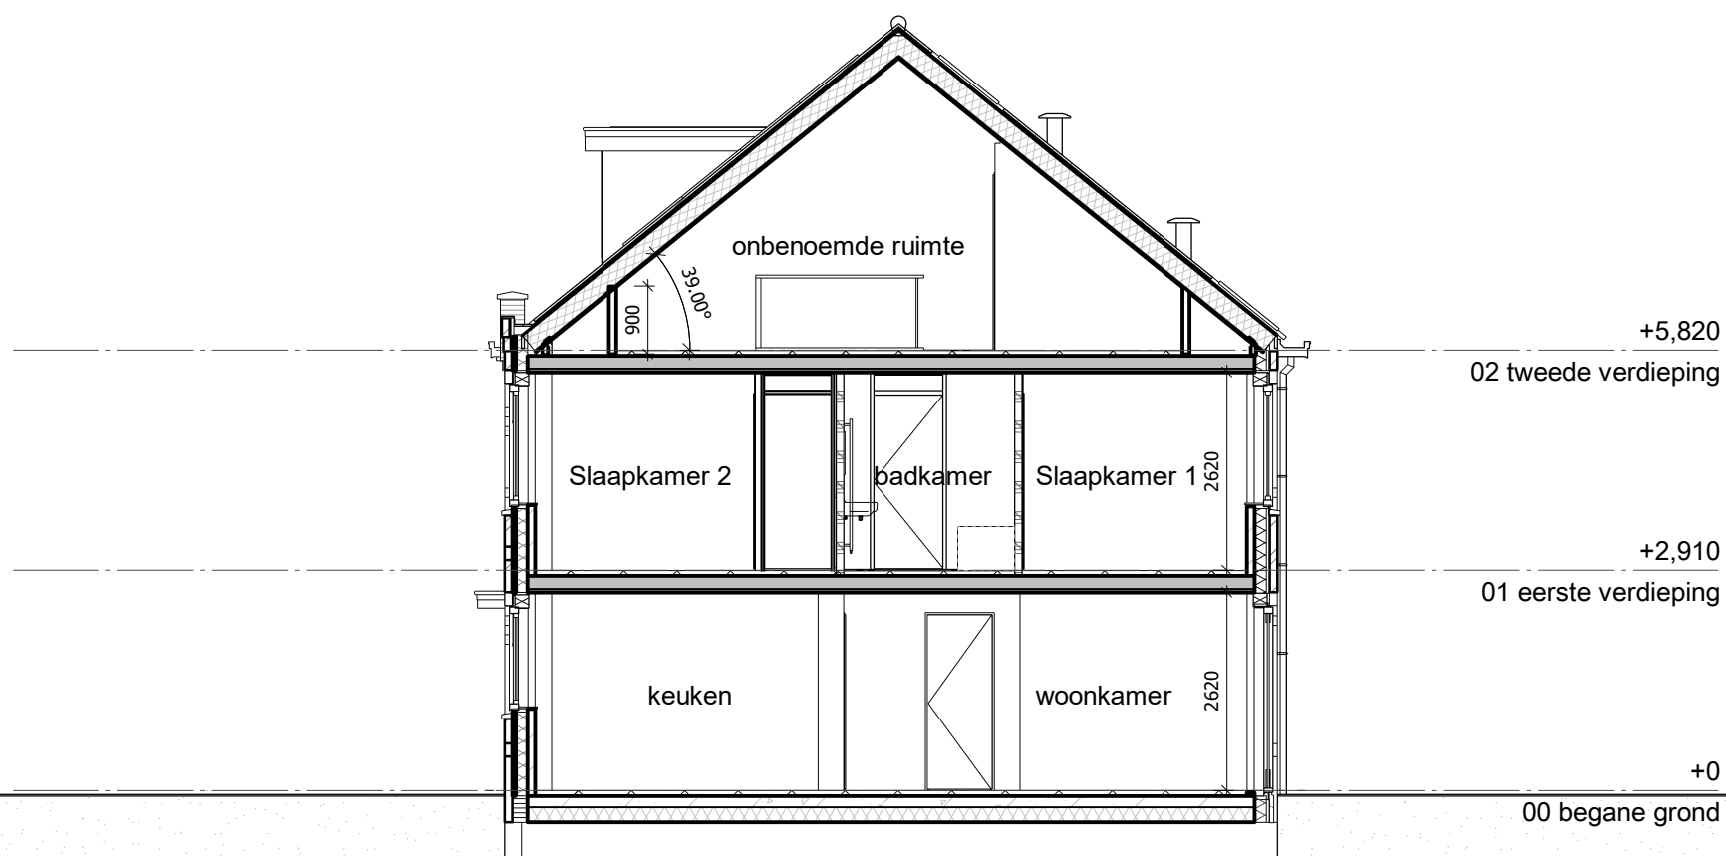 onbenoemde ruimte
39.00°
900
+5,820
02 tweede verdieping
Slaapkamer 2
badkamer
Slaapkamer 1
2620
+2,910
01 eerste verdieping
keuken
woonkamer
2620
+0
00 begane grond